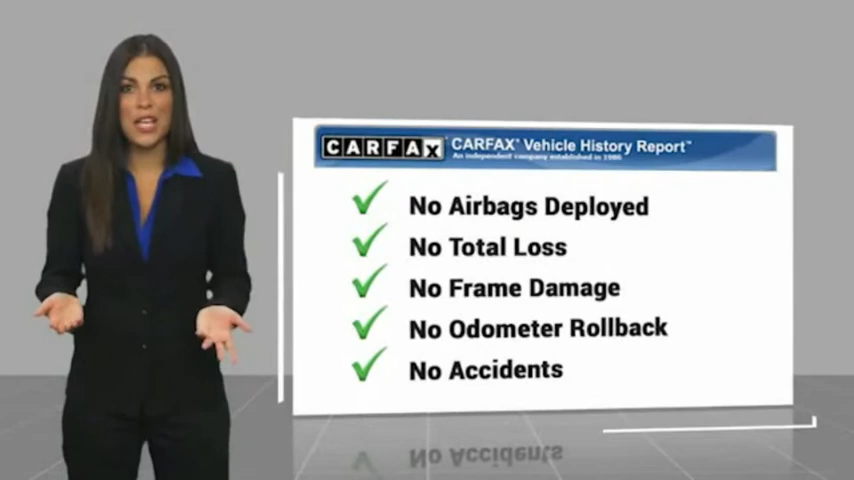 CARFAX CARFAX® Vehicle History Report™
An independent company established in 1986
No Airbags Deployed
No Total Loss
No Frame Damage
No Odometer Rollback
No Accidents
No Accidents